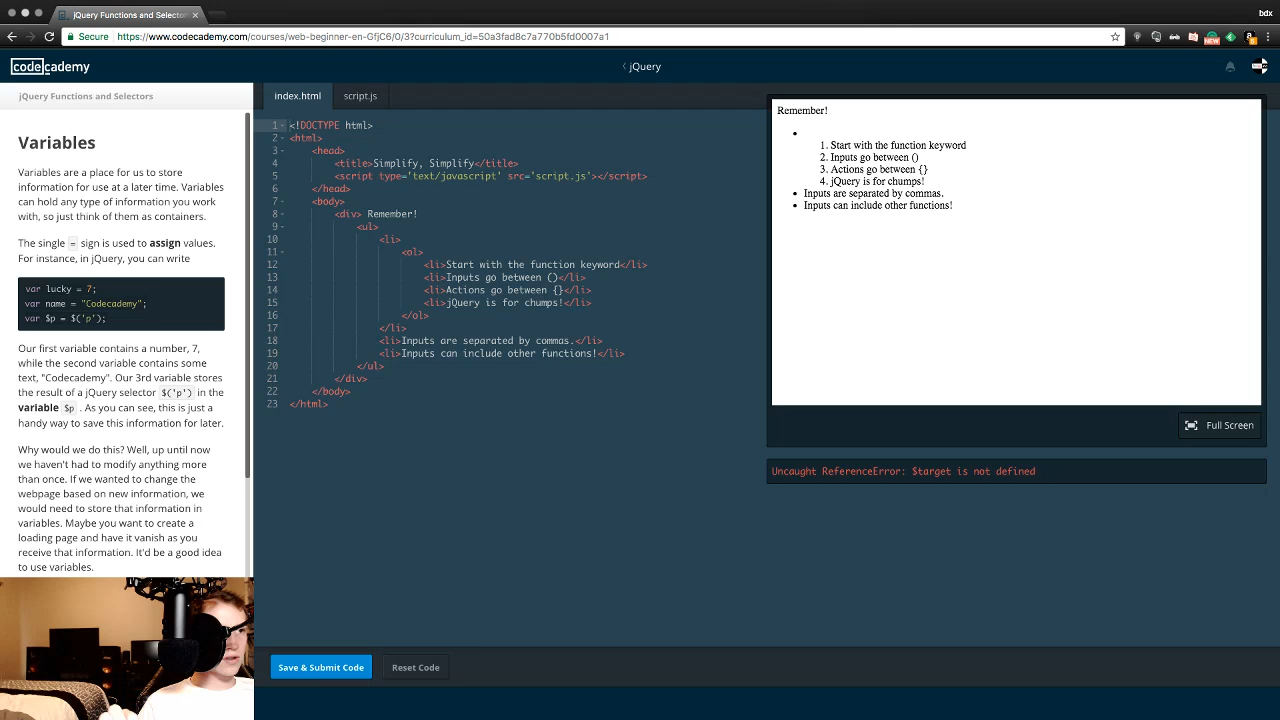 jQuery Functions and Selector
bdx
Secure
https://www.codecademy.com/courses/web-beginner-en-GfjC6/0/3?curriculum_id=50a3fad8c7a770b5fd0007a1
NEW
codecademy
jQuery
jQuery Functions and Selectors
index.html
script.js
Variables
Variables are a place for us to store
information for use at a later time. Variables
can hold any type of information you work
with, so just think of them as containers.
The single = sign is used to assign values.
For instance, in jQuery, you can write
var lucky = 7;
var name = "Codecademy";
var $p = $('p');
Our first variable contains a number, 7,
while the second variable contains some
text, "Codecademy". Our 3rd variable stores
the result of a jQuery selector $('p') in the
variable $p . As you can see, this is just a
handy way to save this information for later.
Why would we do this? Well, up until now
we haven't had to modify anything more
than once. If we wanted to change the
webpage based on new information, we
would need to store that information in
variables. Maybe you want to create a
loading page and have it vanish as you
receive that information. It'd be a good idea
to use variables.
1 <!DOCTYPE html>
2 <html>
3 <head>
4 <title>Simplify, Simplify</title>
5 <script type='text/javascript' src='script.js'></script>
6 </head>
7 <body>
8 <div> Remember!
9 <ul>
10 <li>
11 <ol>
12 <li>Start with the function keyword</li>
13 <li>Inputs go between ()</li>
14 <li>Actions go between {}</li>
15 <li>jQuery is for chumps!</li>
16 </ol>
17 </li>
18 <li>Inputs are separated by commas.</li>
19 <li>Inputs can include other functions!</li>
20 </ul>
21 </div>
22 </body>
23 </html>
Remember!
1. Start with the function keyword
2. Inputs go between ()
3. Actions go between {}
4. jQuery is for chumps!
Inputs are separated by commas.
Inputs can include other functions!
Full Screen
Uncaught ReferenceError: $target is not defined
Save & Submit Code
Reset Code